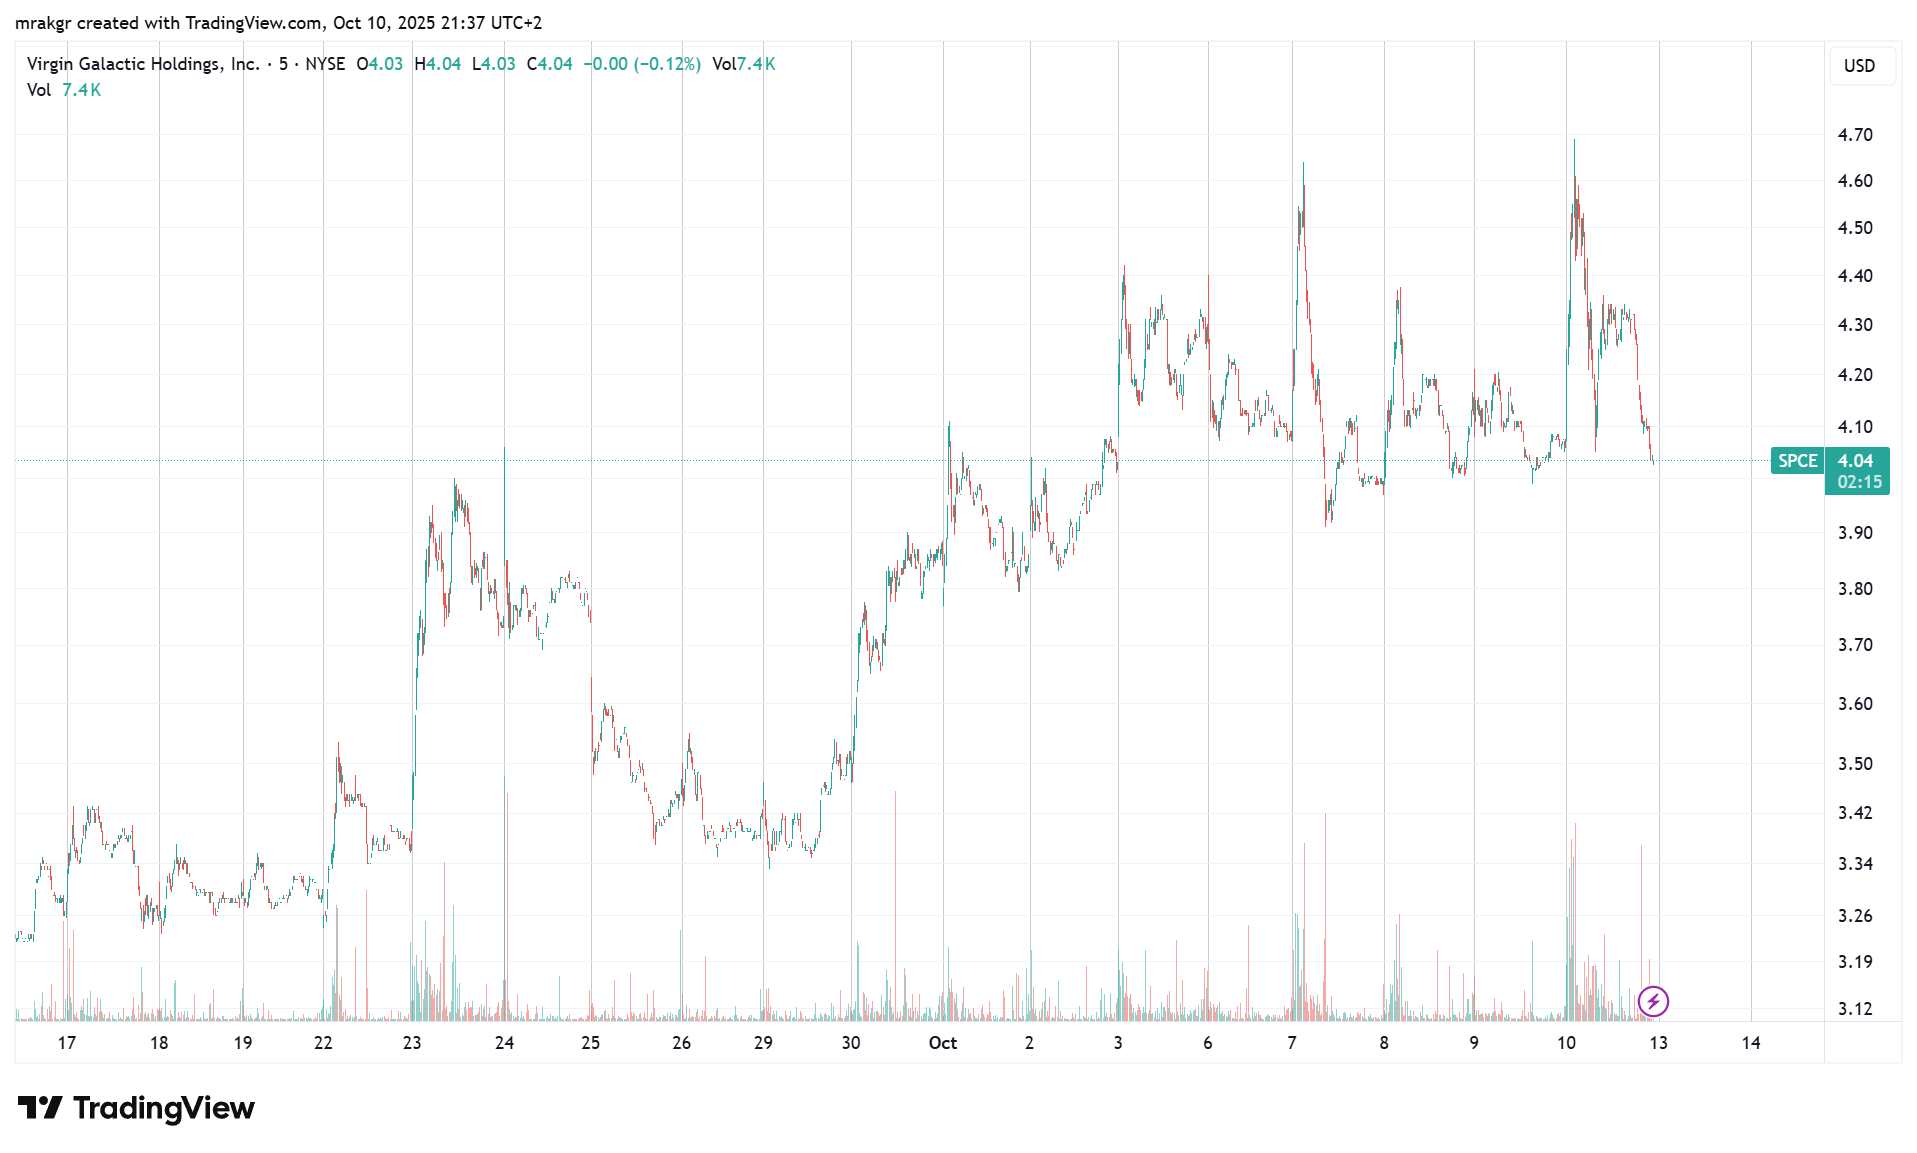 mrakgr created with TradingView.com, Oct 10, 2025 21:37 UTC+2
Virgin Galactic Holdings, Inc. · 5 · NYSE O4.03 H4.04 L4.03 C4.04 −0.00 (−0.12%) Vol7.4K
Vol 7.4K
USD
4.70
4.60
4.50
4.40
4.30
4.20
4.10
SPCE 4.04
02:15
3.90
3.80
3.70
3.60
3.50
3.42
3.34
3.26
3.19
3.12
17 18 19 22 23 24 25 26 29 30 Oct 2 3 6 7 8 9 10 13 14
TradingView